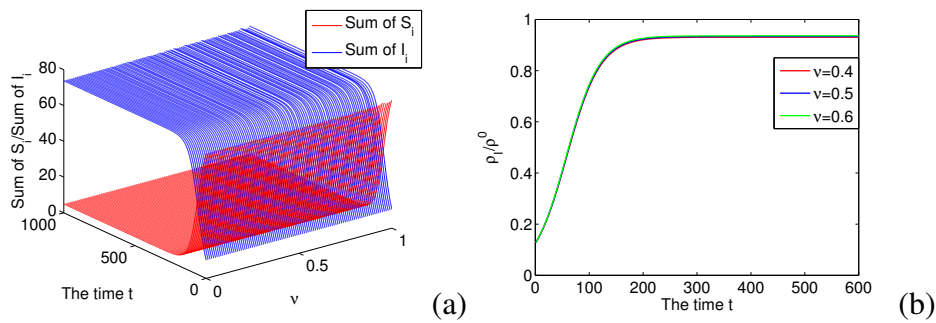 Sum of S_i
Sum of I_i
Sum of S_i/Sum of I_i
80
60
40
20
0
1000
500
0
The time t
0
0.5
1
ν
(a)
ρ_I/ρ^0
1
0.8
0.6
0.4
0.2
0
ν=0.4
ν=0.5
ν=0.6
0 100 200 300 400 500 600
The time t
(b)